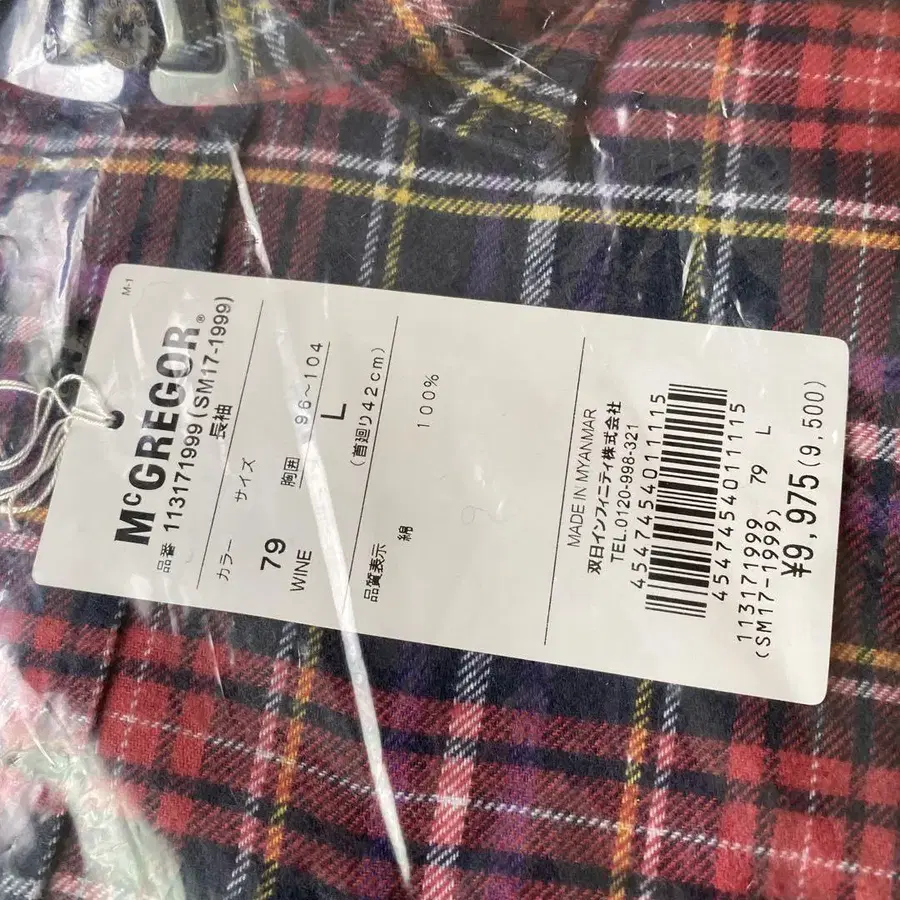 M-1
McGREGOR®
品番 113171999(SM17-1999)
長袖
カラー サイズ
79 胸囲 96～104
WINE L
(首廻り42cm)
品質表示
綿 100%
MADE IN MYANMAR
双日インフィニティ株式会社
TEL.0120-998-321
4547454011115
4547454011115
113171999 79 L
(SM17-1999)
¥9,975(9,500)